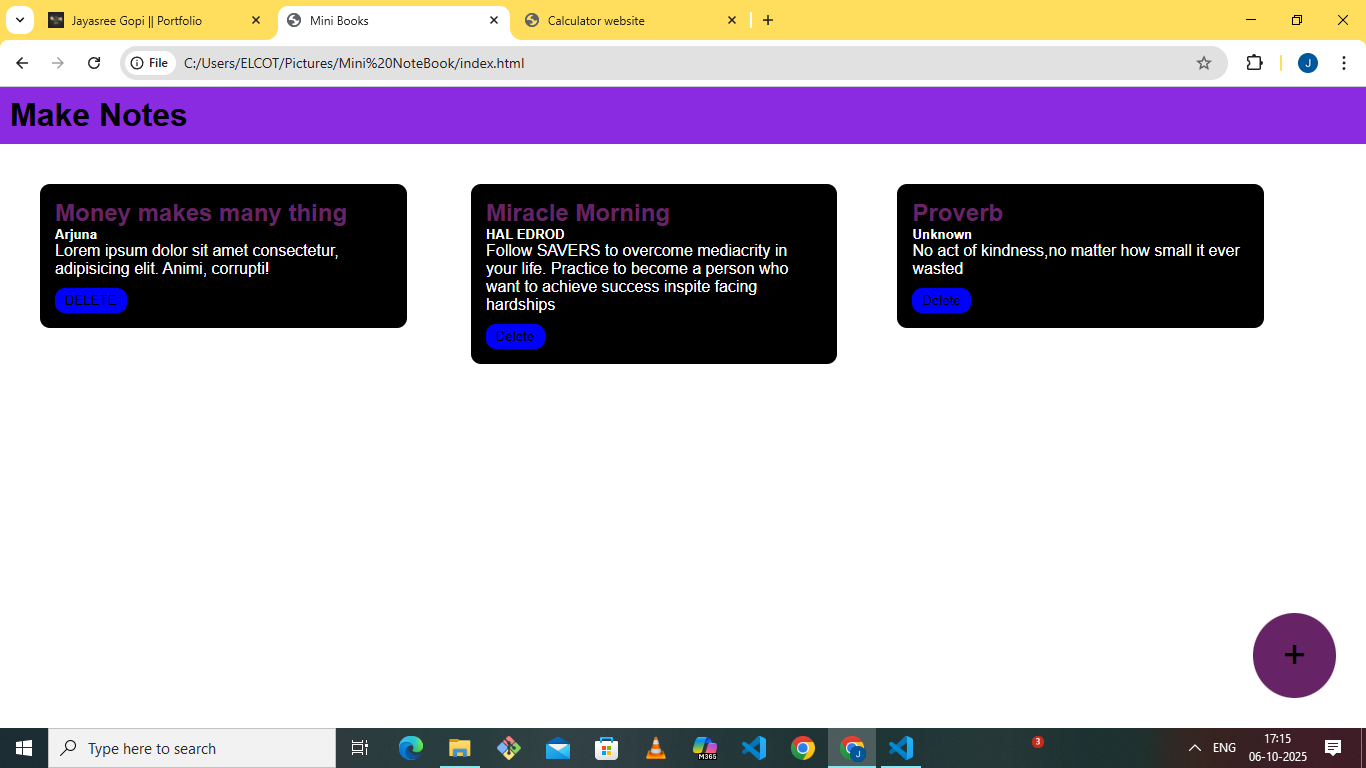 Jayasree Gopi || Portfolio
Mini Books
Calculator website
File
C:/Users/ELCOT/Pictures/Mini%20NoteBook/index.html
J
Make Notes
Money makes many thing
Arjuna
Lorem ipsum dolor sit amet consectetur,
adipisicing elit. Animi, corrupti!
DELETE
Miracle Morning
HAL EDROD
Follow SAVERS to overcome mediacrity in
your life. Practice to become a person who
want to achieve success inspite facing
hardships
Delete
Proverb
Unknown
No act of kindness,no matter how small it ever
wasted
Delete
+
Type here to search
M365
J
3
ENG
17:15
06-10-2025